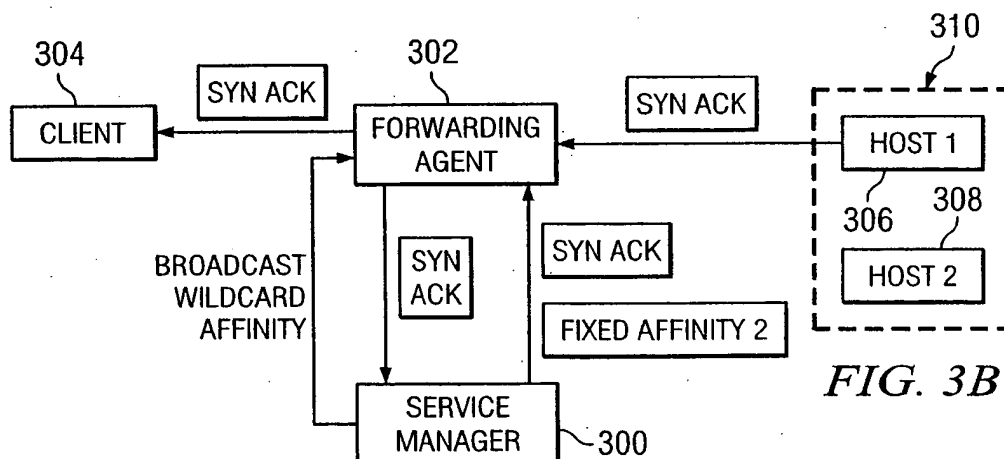 310
304
302
SYN ACK
SYN ACK
CLIENT
FORWARDING
AGENT
HOST 1
306
308
HOST 2
BROADCAST
WILDCARD
AFFINITY
SYN
ACK
SYN ACK
FIXED AFFINITY 2
FIG. 3B
SERVICE
MANAGER
300